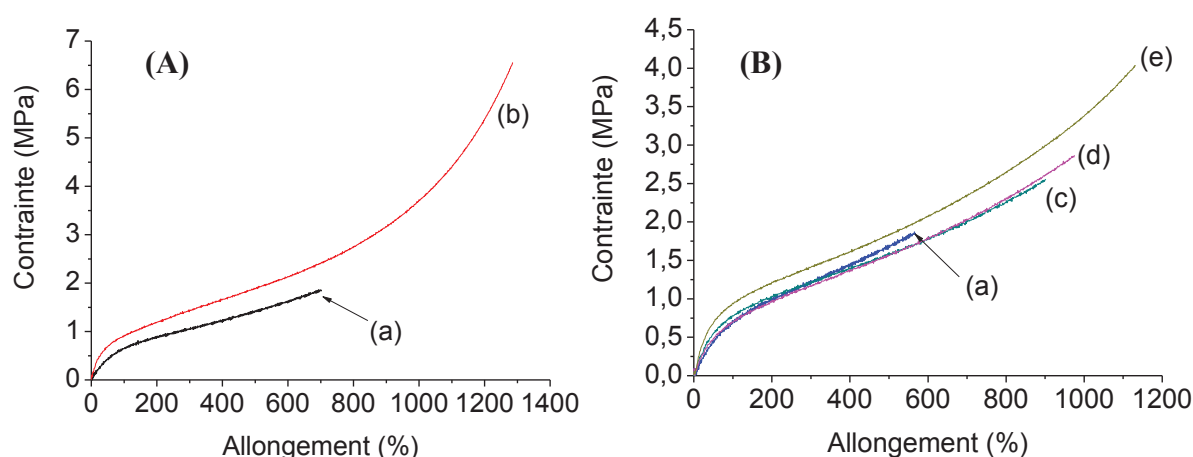 (A)
Contrainte (MPa)
7
6
5
4
3
2
1
0
(b)
(a)
0 200 400 600 800 1000 1200 1400
Allongement (%)
(B)
Contrainte (MPa)
4,5
4,0
3,5
3,0
2,5
2,0
1,5
1,0
0,5
0,0
(e)
(d)
(c)
(a)
0 200 400 600 800 1000 1200
Allongement (%)